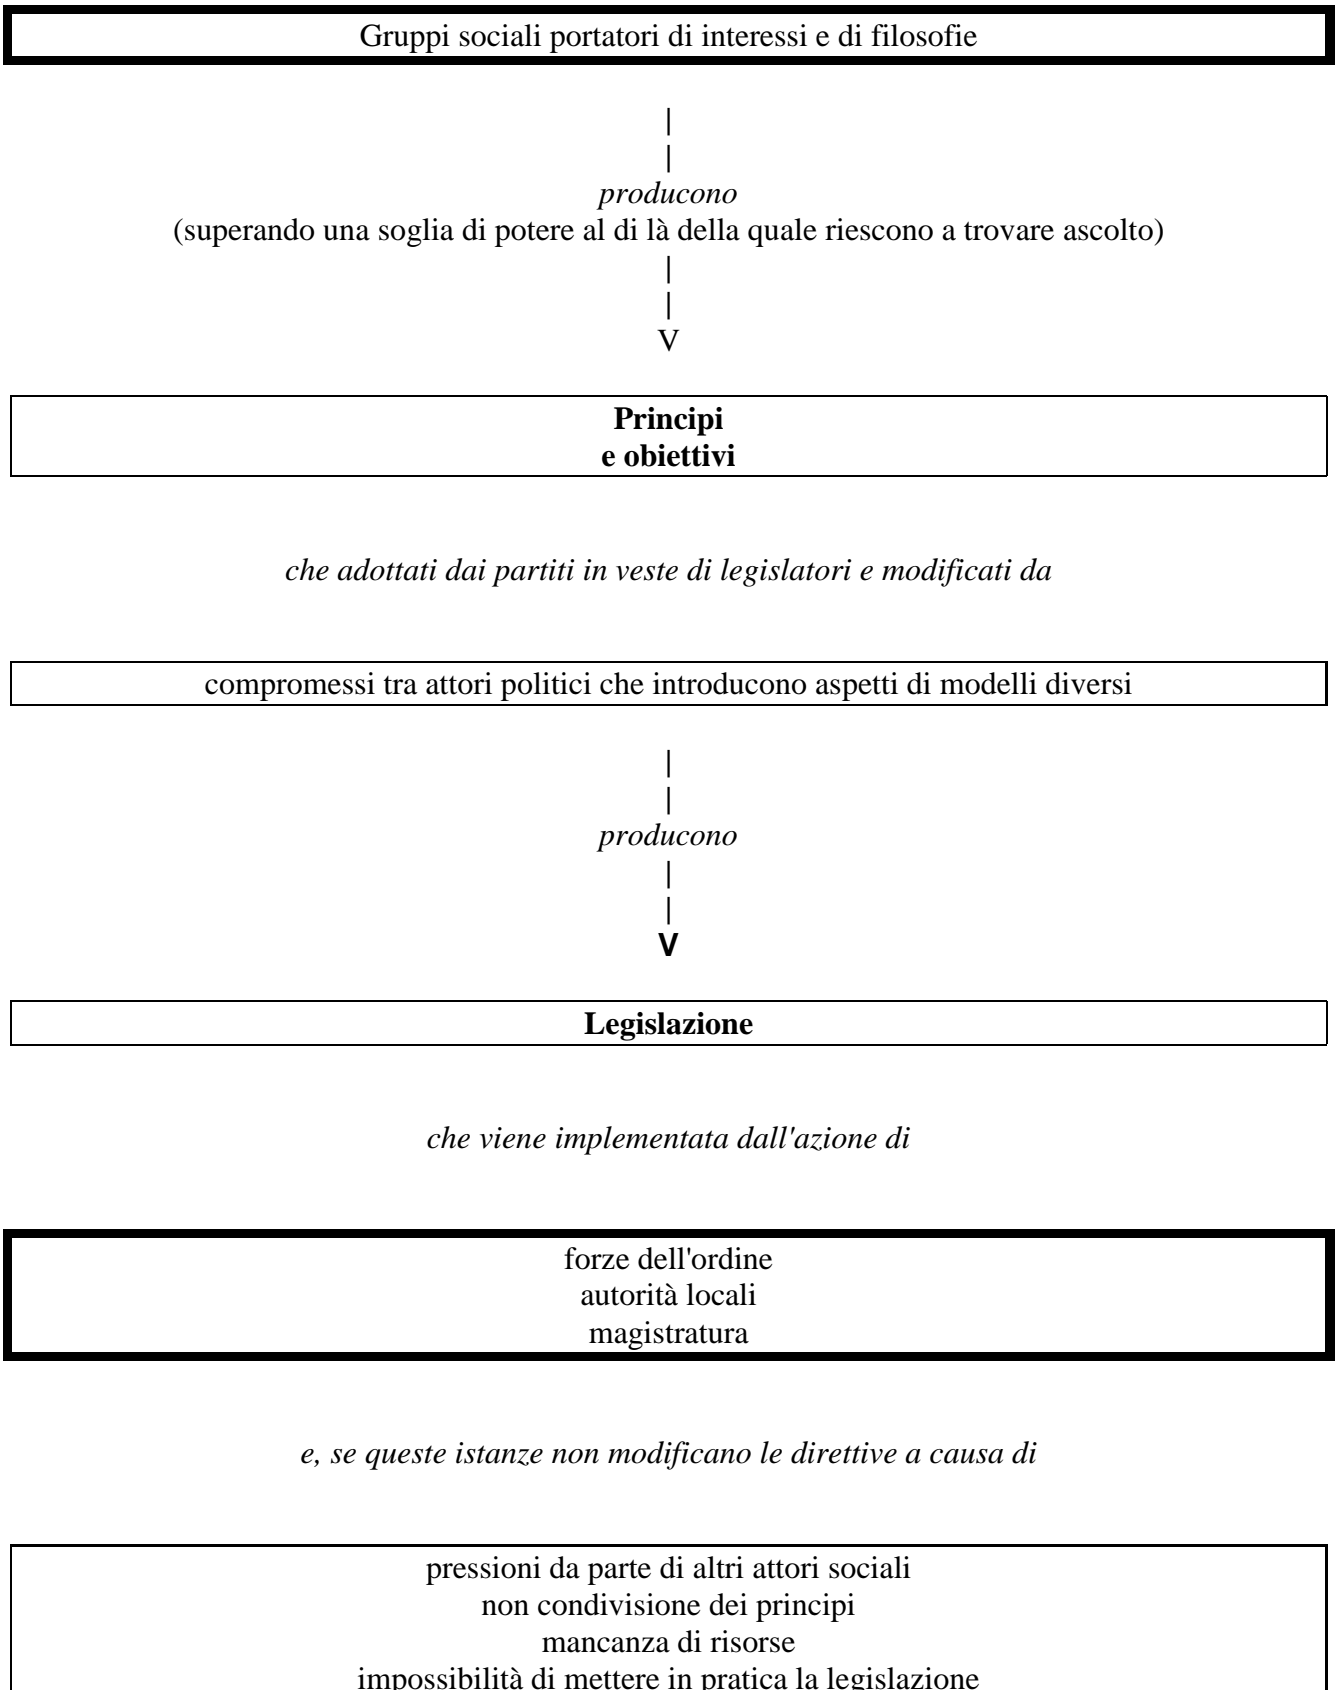 Gruppi sociali portatori di interessi e di filosofie
|
|
producono
(superando una soglia di potere al di là della quale riescono a trovare ascolto)
|
|
V
Principi
e obiettivi
che adottati dai partiti in veste di legislatori e modificati da
compromessi tra attori politici che introducono aspetti di modelli diversi
|
|
producono
|
|
V
Legislazione
che viene implementata dall'azione di
forze dell'ordine
autorità locali
magistratura
e, se queste istanze non modificano le direttive a causa di
pressioni da parte di altri attori sociali
non condivisione dei principi
mancanza di risorse
impossibilità di mettere in pratica la legislazione